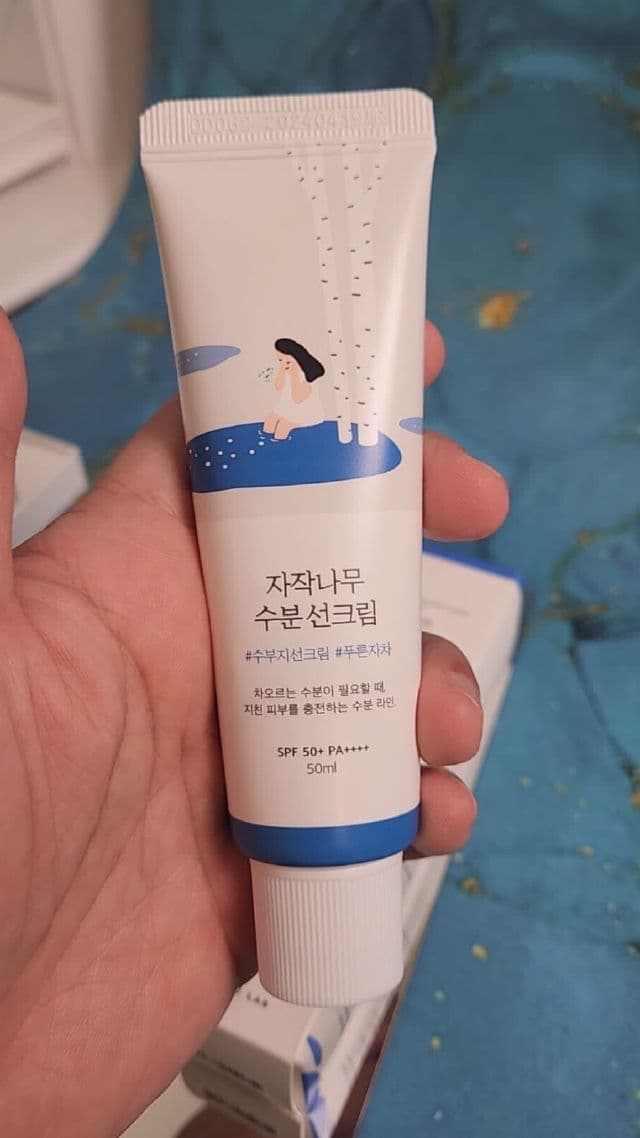 자작나무
수분 선크림
#수부지선크림 #푸른자차
차오르는 수분이 필요할 때,
지친 피부를 충전하는 수분 라인.
SPF 50+ PA++++
50ml
LAB